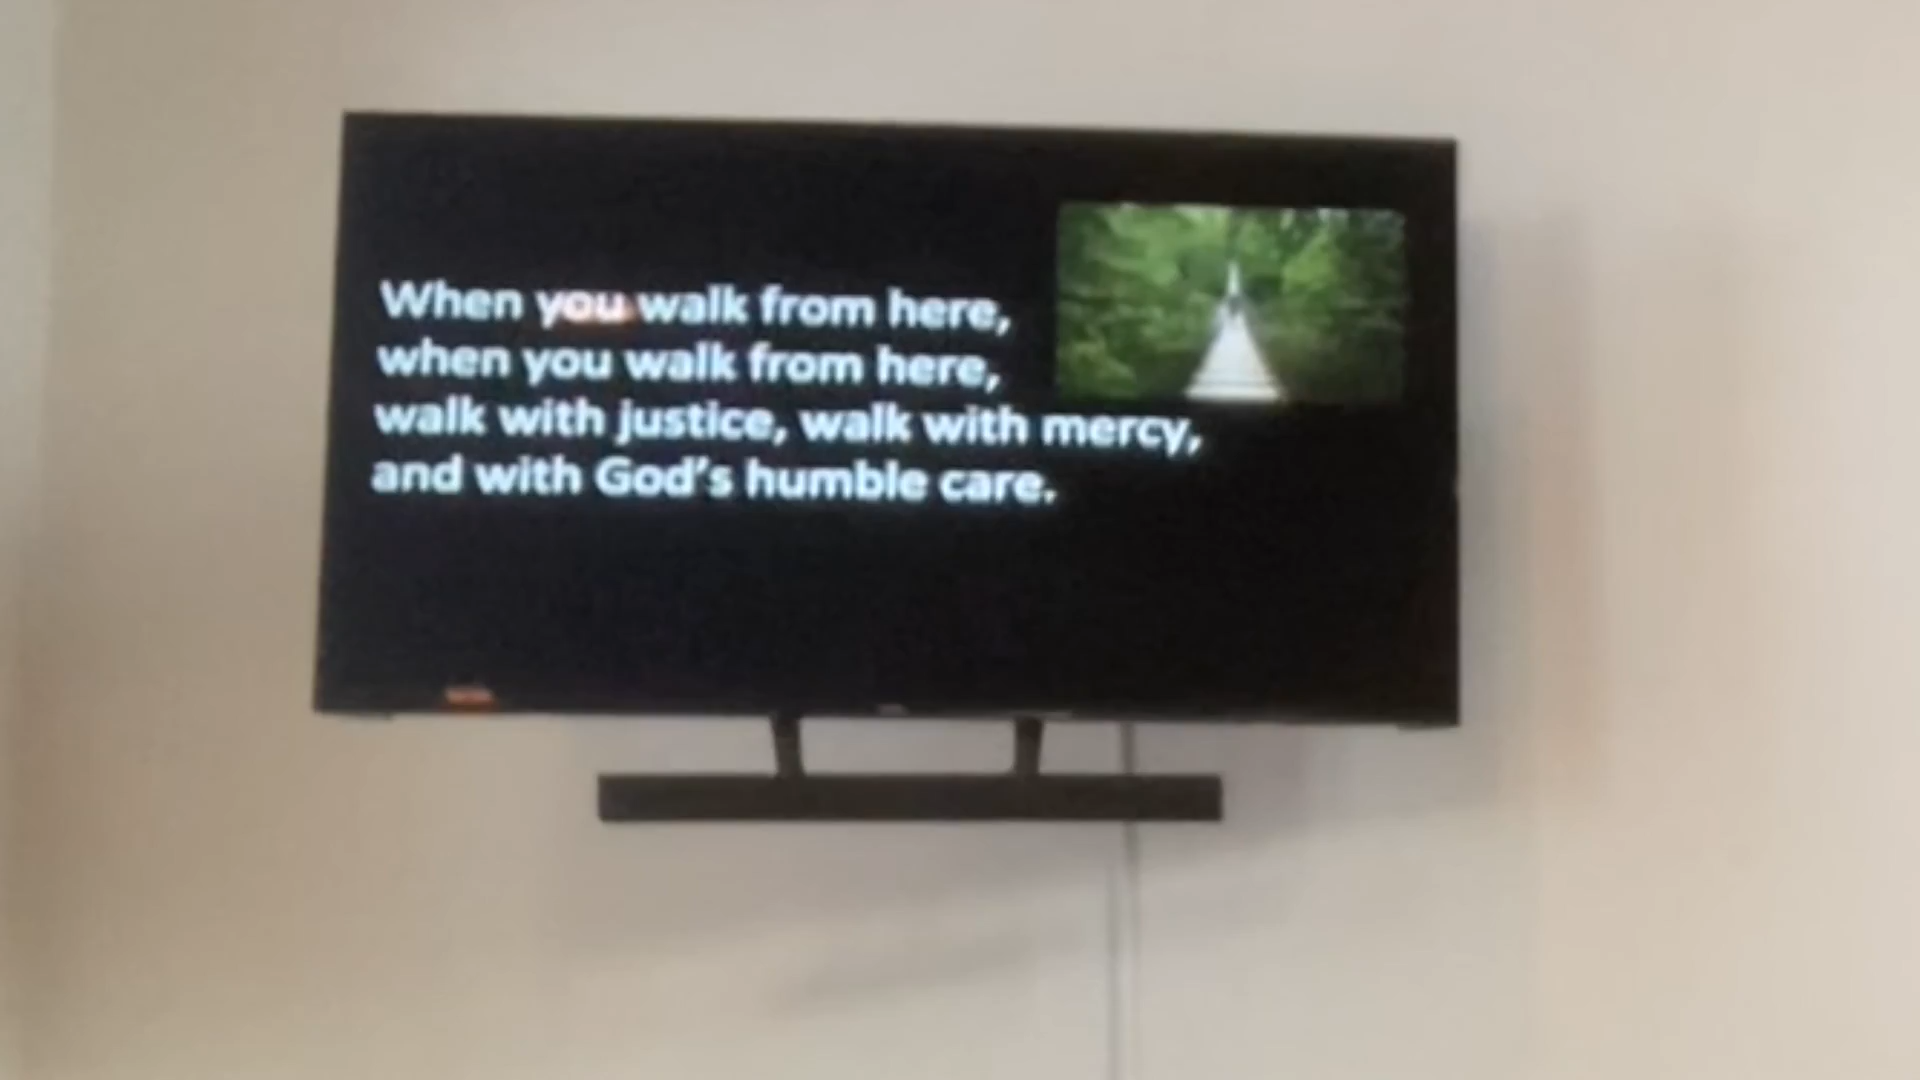 When you walk from here,
when you walk from here,
walk with justice, walk with mercy,
and with God's humble care.